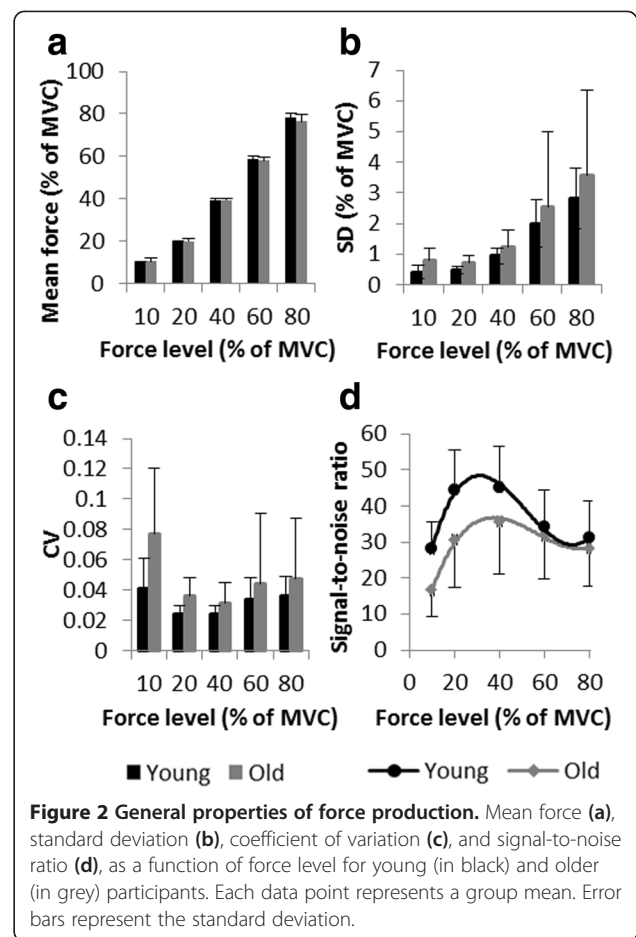 a
Mean force (% of MVC)
100
80
60
40
20
0
10 20 40 60 80
Force level (% of MVC)
b
SD (% of MVC)
7
6
5
4
3
2
1
0
10 20 40 60 80
Force level (% of MVC)
c
CV
0.14
0.12
0.1
0.08
0.06
0.04
0.02
0
10 20 40 60 80
Force level (% of MVC)
Young Old
d
Signal-to-noise ratio
60
50
40
30
20
10
0
0 20 40 60 80
Force level (% of MVC)
Young Old
Figure 2 General properties of force production. Mean force (a),
standard deviation (b), coefficient of variation (c), and signal-to-noise
ratio (d), as a function of force level for young (in black) and older
(in grey) participants. Each data point represents a group mean. Error
bars represent the standard deviation.